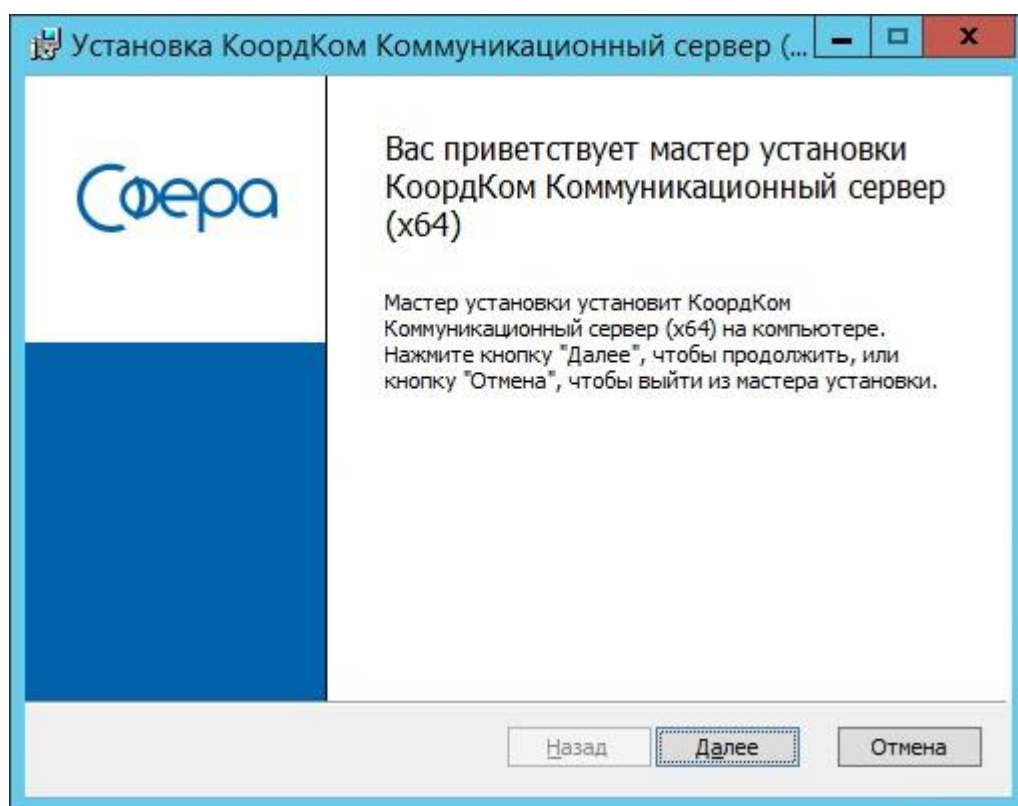 Установка КоордКом Коммуникационный сервер (...
Сфера
Вас приветствует мастер установки
КоордКом Коммуникационный сервер
(x64)
Мастер установки установит КоордКом
Коммуникационный сервер (x64) на компьютере.
Нажмите кнопку "Далее", чтобы продолжить, или
кнопку "Отмена", чтобы выйти из мастера установки.
Назад Далее Отмена